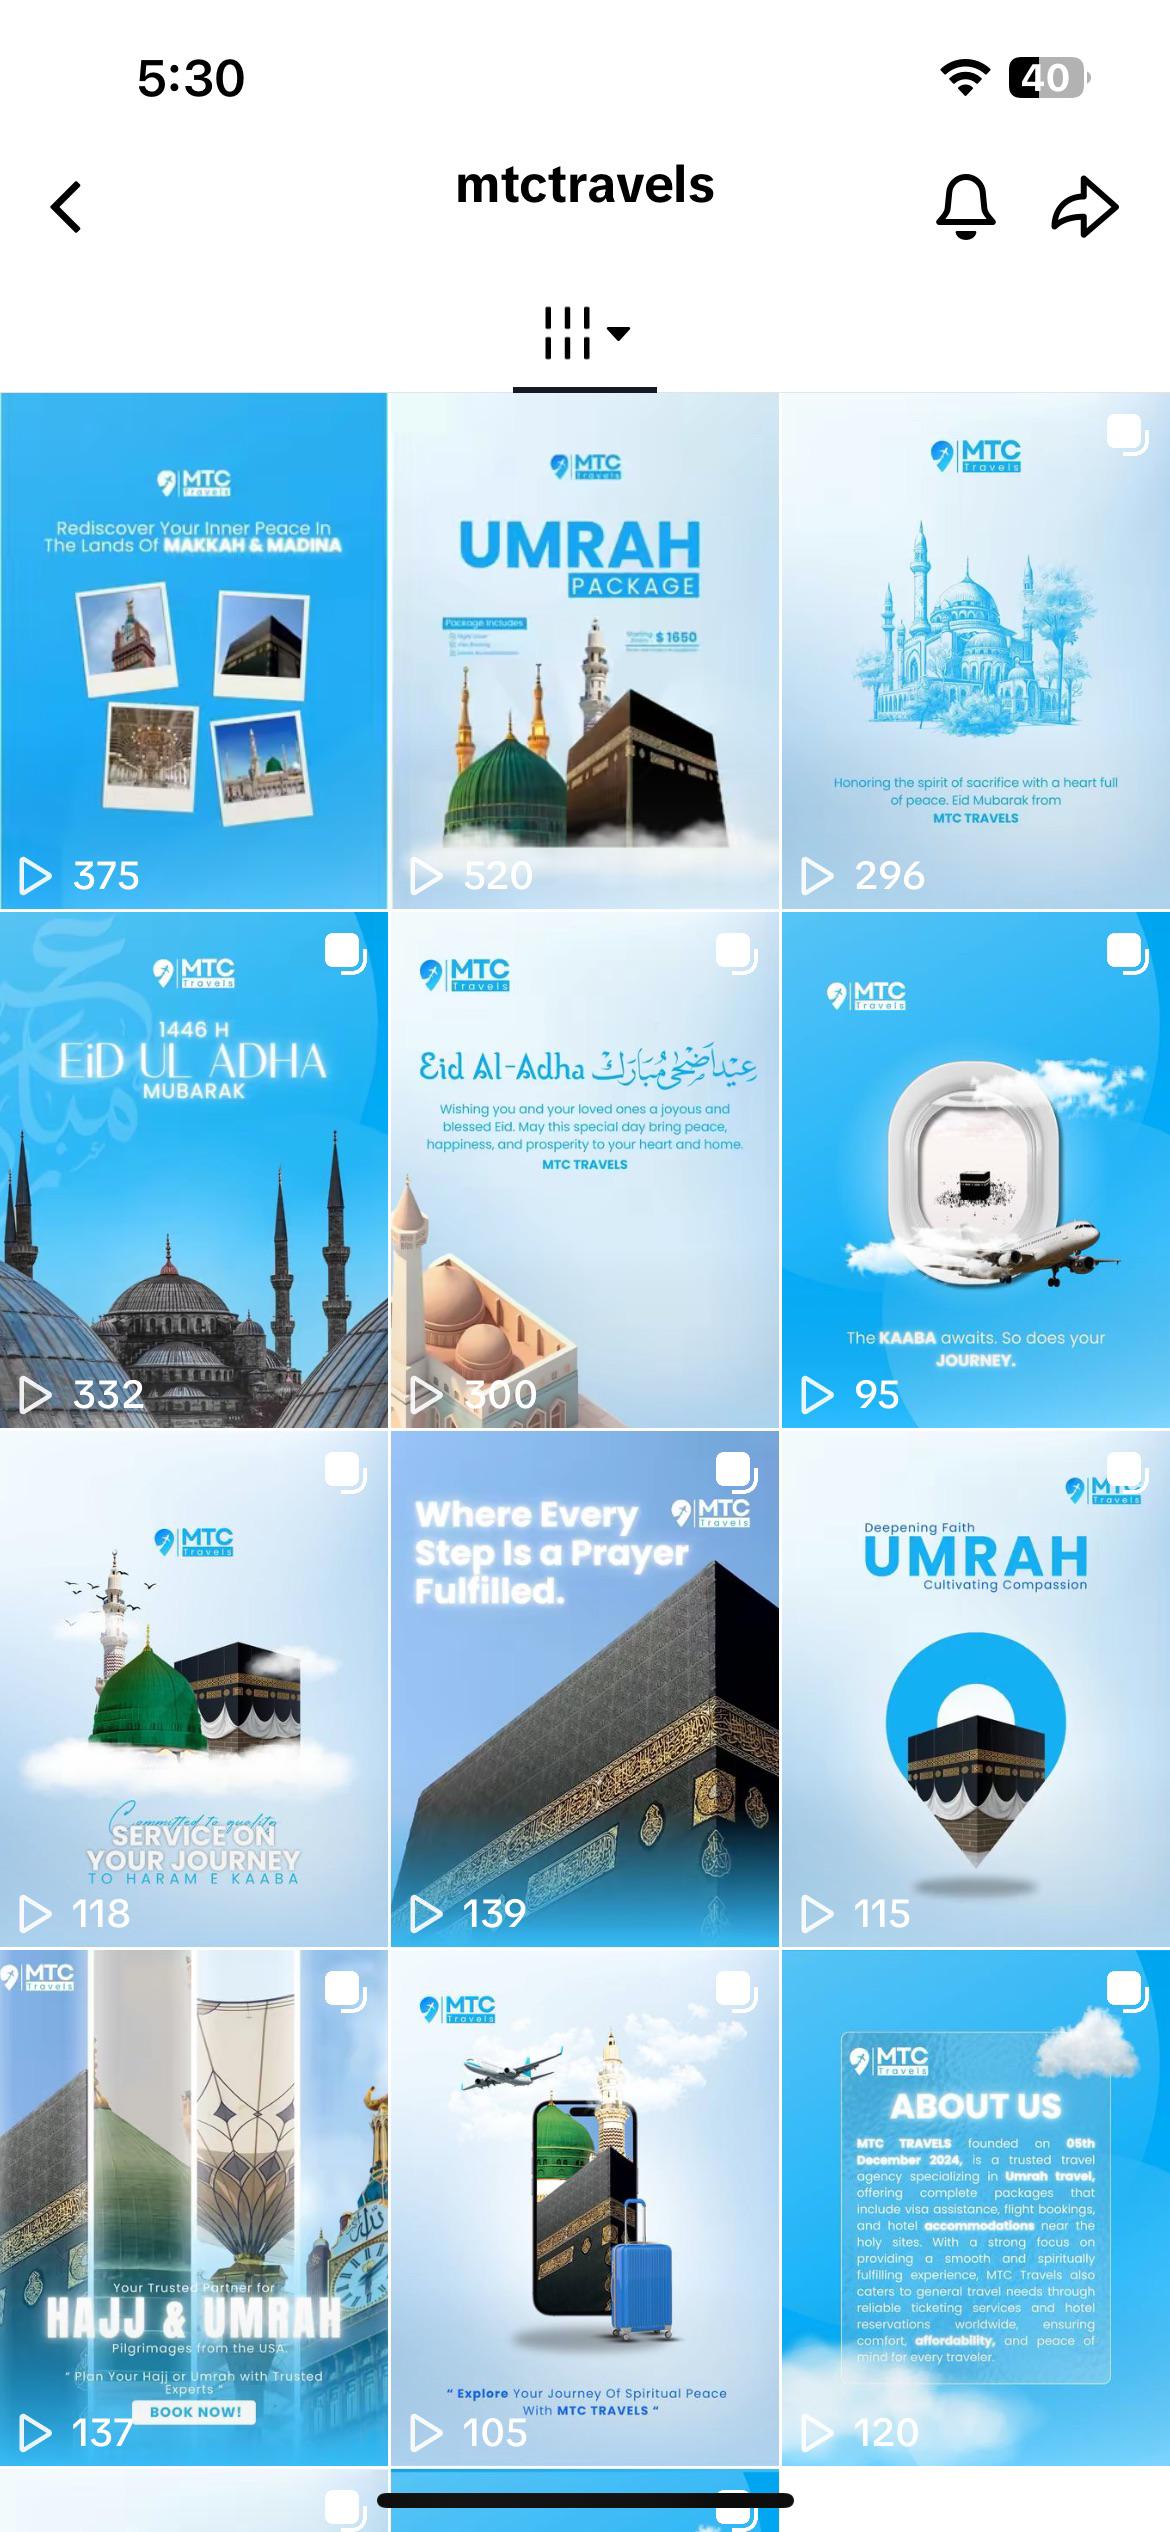 5:30
40
mtctravels
MTC
Travels
Rediscover Your Inner Peace In
The Lands Of MAKKAH & MADINA
375
MTC
Travels
UMRAH
PACKAGE
Package Includes
Starting From $ 1650
520
MTC
Travels
Honoring the spirit of sacrifice with a heart full
of peace. Eid Mubarak from
MTC TRAVELS
296
MTC
Travels
1446 H
EiD UL ADHA
MUBARAK
332
MTC
Travels
Eid Al-Adha عيد أضحى مبارك
Wishing you and your loved ones a joyous and
blessed Eid. May this special day bring peace,
happiness, and prosperity to your heart and home.
MTC TRAVELS
300
MTC
Travels
The KAABA awaits. So does your
JOURNEY.
95
MTC
Travels
Committed to quality
SERVICE ON
YOUR JOURNEY
TO HARAM E KAABA
118
Where Every
Step Is a Prayer
Fulfilled.
MTC
Travels
139
MTC
Travels
Deepening Faith
UMRAH
Cultivating Compassion
115
MTC
Travels
Your Trusted Partner for
HAJJ & UMRAH
Pilgrimages from the USA.
" Plan Your Hajj or Umrah with Trusted
Experts "
BOOK NOW!
137
MTC
Travels
" Explore Your Journey Of Spiritual Peace
With MTC TRAVELS "
105
MTC
Travels
ABOUT US
MTC TRAVELS founded on 05th
December 2024, is a trusted travel
agency specializing in Umrah travel,
offering complete packages that
include visa assistance, flight bookings,
and hotel accommodations near the
holy sites. With a strong focus on
providing a smooth and spiritually
fulfilling experience, MTC Travels also
caters to general travel needs through
reliable ticketing services and hotel
reservations worldwide, ensuring
comfort, affordability, and peace of
mind for every traveler.
120